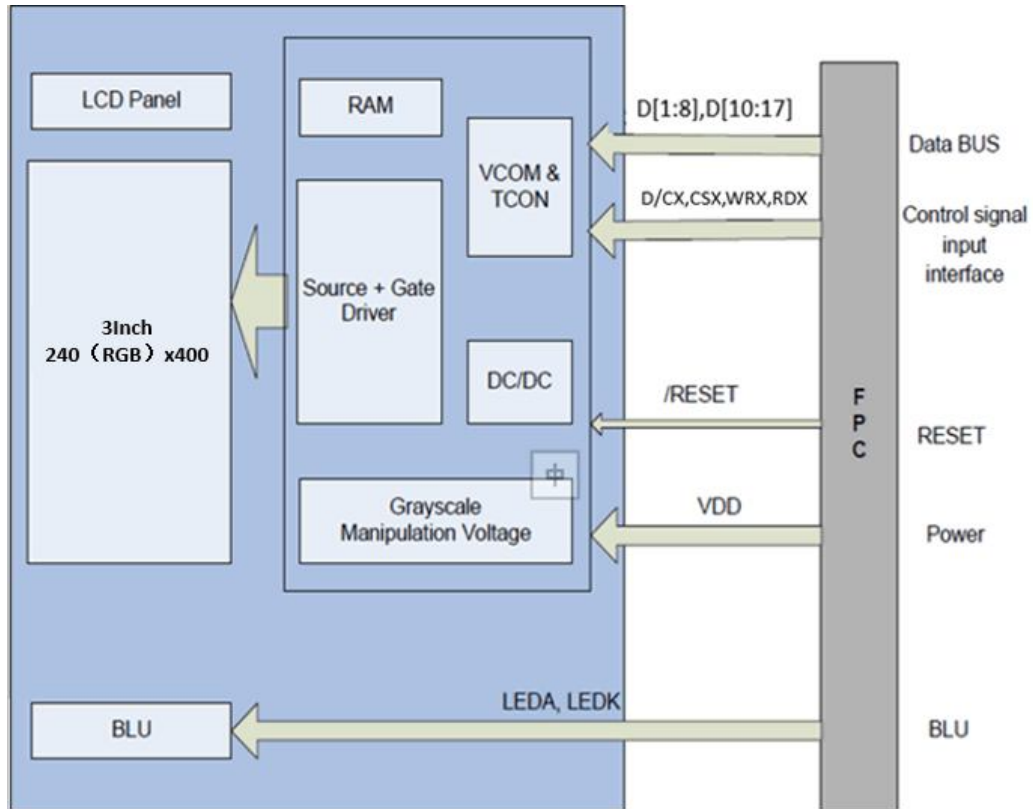 LCD Panel
3Inch
240（RGB）x400
BLU
RAM
Source + Gate
Driver
VCOM &
TCON
DC/DC
Grayscale
Manipulation Voltage
中
D[1:8],D[10:17]
D/CX,CSX,WRX,RDX
/RESET
VDD
LEDA, LEDK
F
P
C
Data BUS
Control signal
input
interface
RESET
Power
BLU